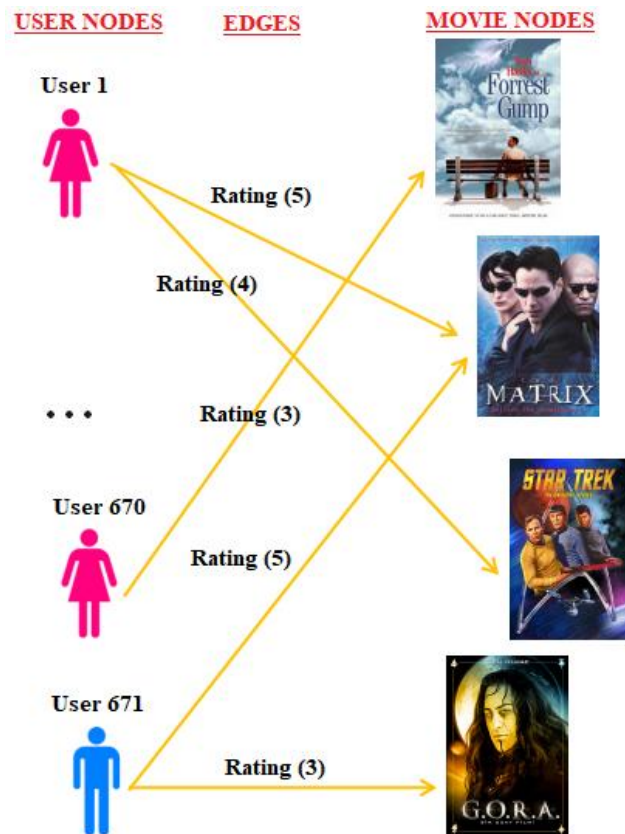 USER NODES
EDGES
MOVIE NODES
User 1
Forrest
Gump
Rating (5)
Rating (4)
MATRIX
Rating (3)
STAR TREK
User 670
Rating (5)
User 671
Rating (3)
G.O.R.A.